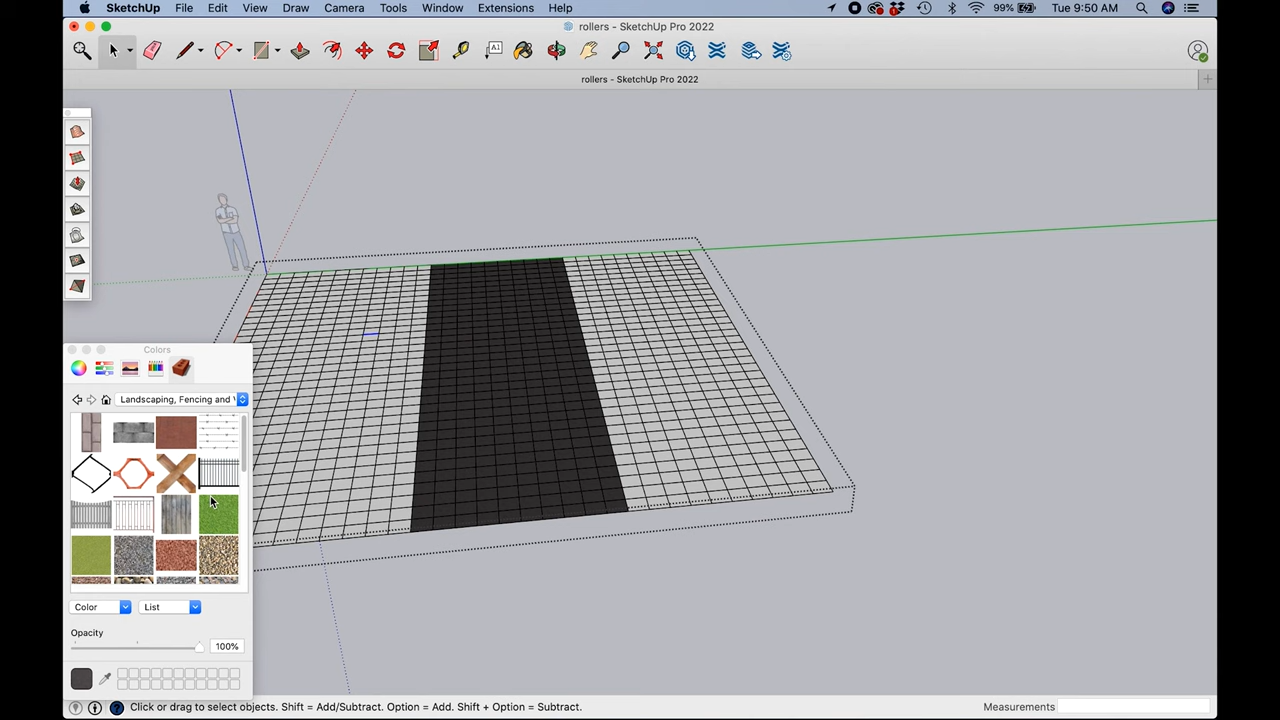 SketchUp File Edit View Draw Camera Tools Window Extensions Help 99% Tue 9:50 AM
rollers - SketchUp Pro 2022
A1
rollers - SketchUp Pro 2022
Colors
Landscaping, Fencing and
Color List
Opacity
100%
Click or drag to select objects. Shift = Add/Subtract. Option = Add. Shift + Option = Subtract. Measurements